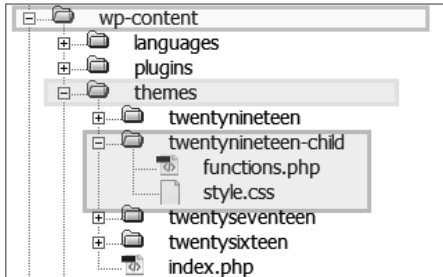 wp-content
languages
plugins
themes
twentynineteen
twentynineteen-child
functions.php
style.css
twentyseventeen
twentysixteen
index.php